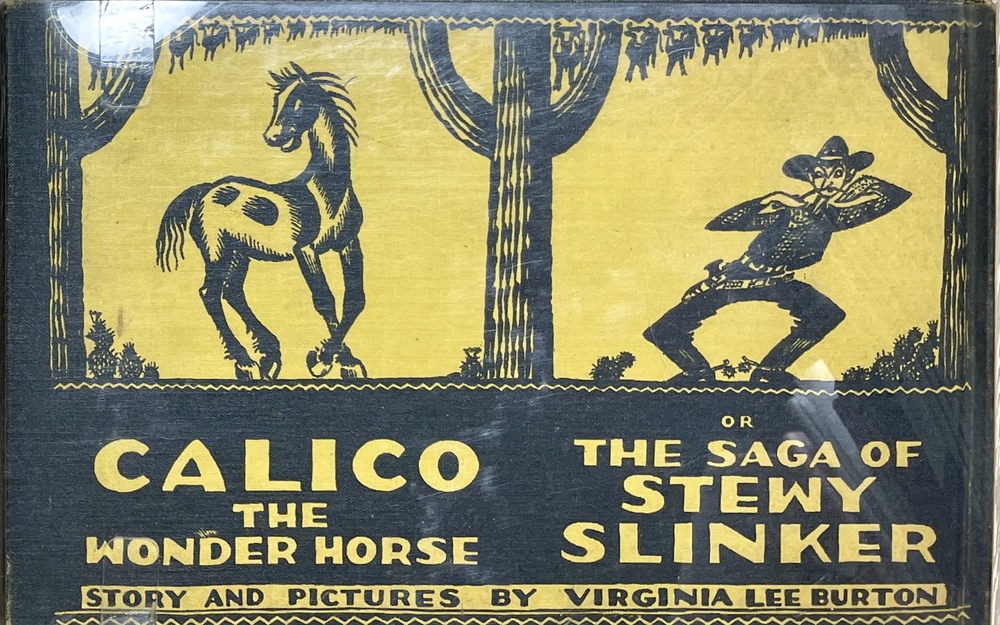 CALICO
THE
WONDER HORSE
OR
THE SAGA OF
STEWY
SLINKER
STORY AND PICTURES BY VIRGINIA LEE BURTON